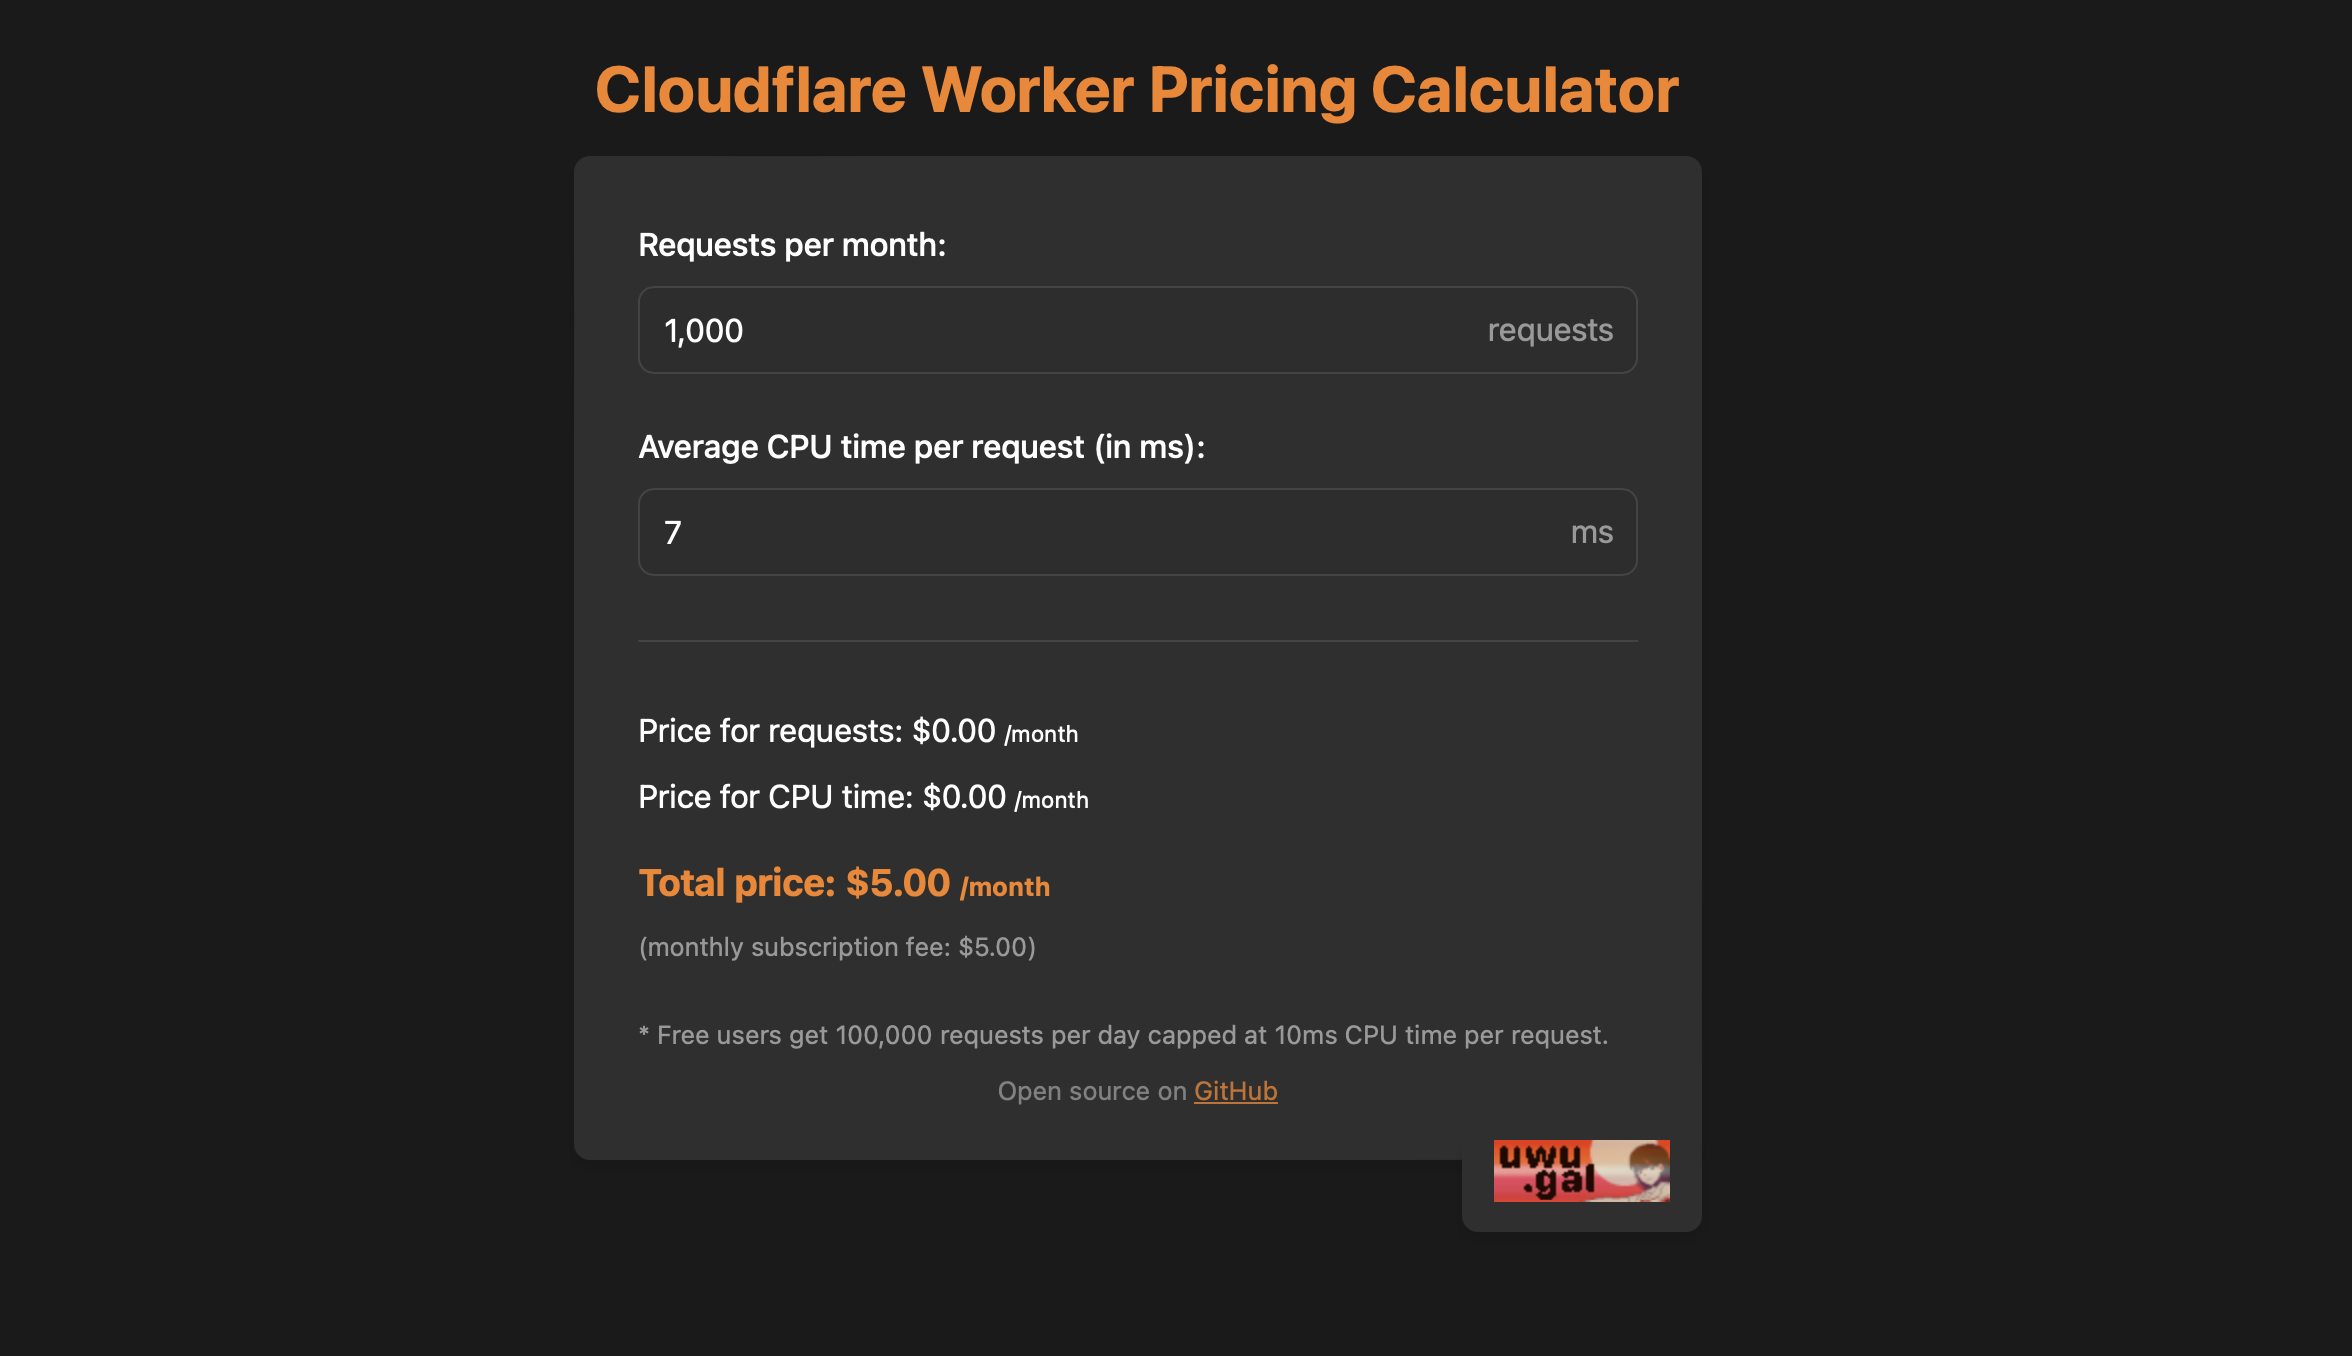 Cloudflare Worker Pricing Calculator
Requests per month:
1,000 requests
Average CPU time per request (in ms):
7 ms
Price for requests: $0.00 /month
Price for CPU time: $0.00 /month
Total price: $5.00 /month
(monthly subscription fee: $5.00)
* Free users get 100,000 requests per day capped at 10ms CPU time per request.
Open source on GitHub
uwu
.gal